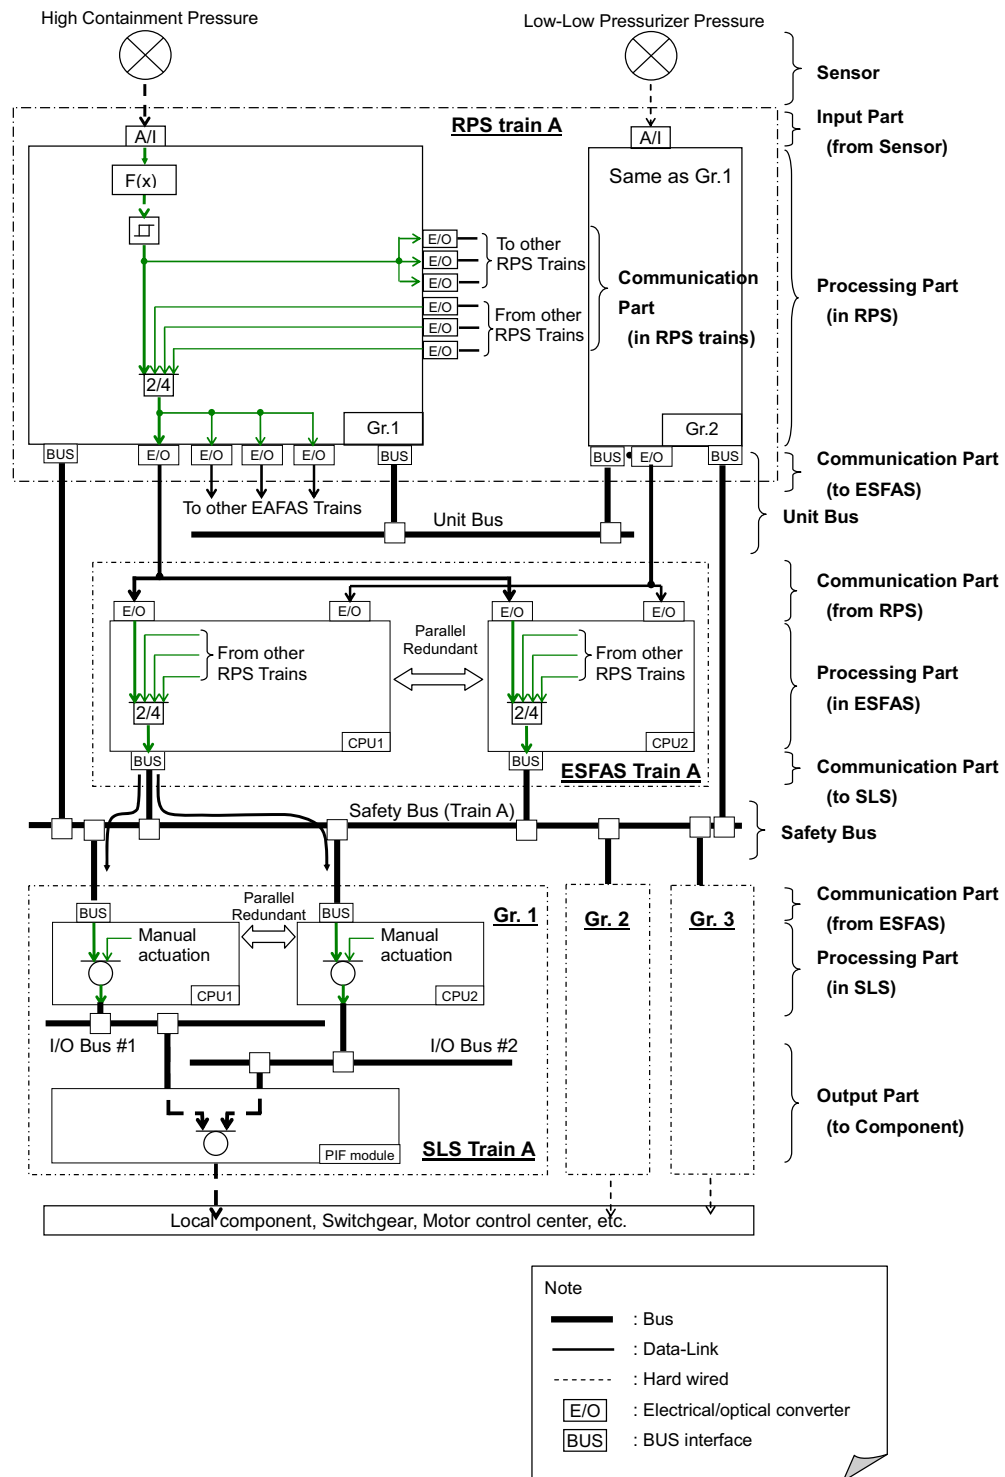 High Containment Pressure
Low-Low Pressurizer Pressure
Sensor
RPS train A
Input Part
(from Sensor)
A/I
A/I
F(x)
Same as Gr.1
E/O
E/O
E/O
To other
RPS Trains
Communication
Part
(in RPS trains)
Processing Part
(in RPS)
E/O
E/O
E/O
From other
RPS Trains
2/4
Gr.1
Gr.2
BUS
E/O
E/O
E/O
E/O
BUS
BUS
E/O
BUS
Communication Part
(to ESFAS)
To other EAFAS Trains
Unit Bus
Unit Bus
Communication Part
(from RPS)
E/O
E/O
E/O
E/O
From other
RPS Trains
Parallel
Redundant
From other
RPS Trains
Processing Part
(in ESFAS)
2/4
2/4
CPU1
CPU2
BUS
BUS
ESFAS Train A
Communication Part
(to SLS)
Safety Bus (Train A)
Safety Bus
Parallel
Redundant
BUS
BUS
Gr. 1
Gr. 2
Gr. 3
Communication Part
(from ESFAS)
Manual
actuation
Manual
actuation
Processing Part
(in SLS)
CPU1
CPU2
I/O Bus #1
I/O Bus #2
Output Part
(to Component)
PIF module
SLS Train A
Local component, Switchgear, Motor control center, etc.
Note
: Bus
: Data-Link
: Hard wired
E/O : Electrical/optical converter
BUS : BUS interface